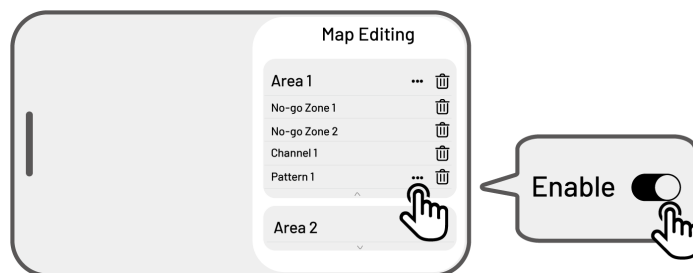 Map Editing
Area 1
No-go Zone 1
No-go Zone 2
Channel 1
Pattern 1
Area 2
Enable